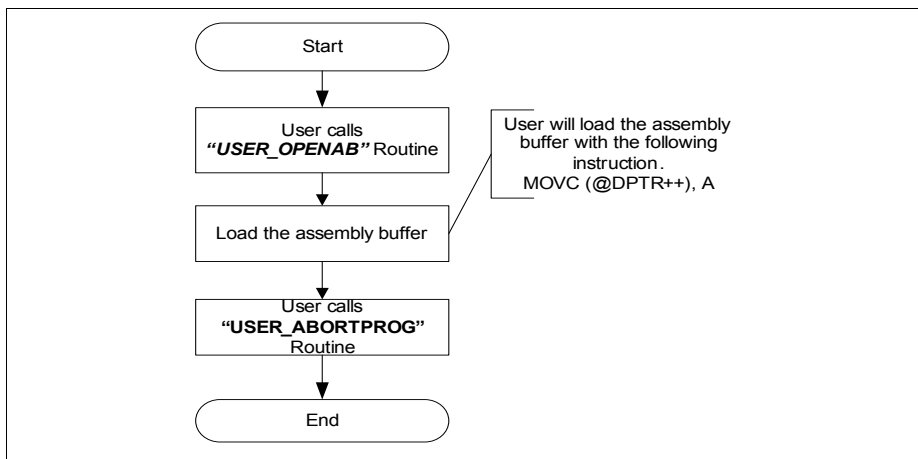 Start
User calls
“USER_OPENAB” Routine
User will load the assembly
buffer with the following
instruction.
MOVC (@DPTR++), A
Load the assembly buffer
User calls
“USER_ABORTPROG”
Routine
End